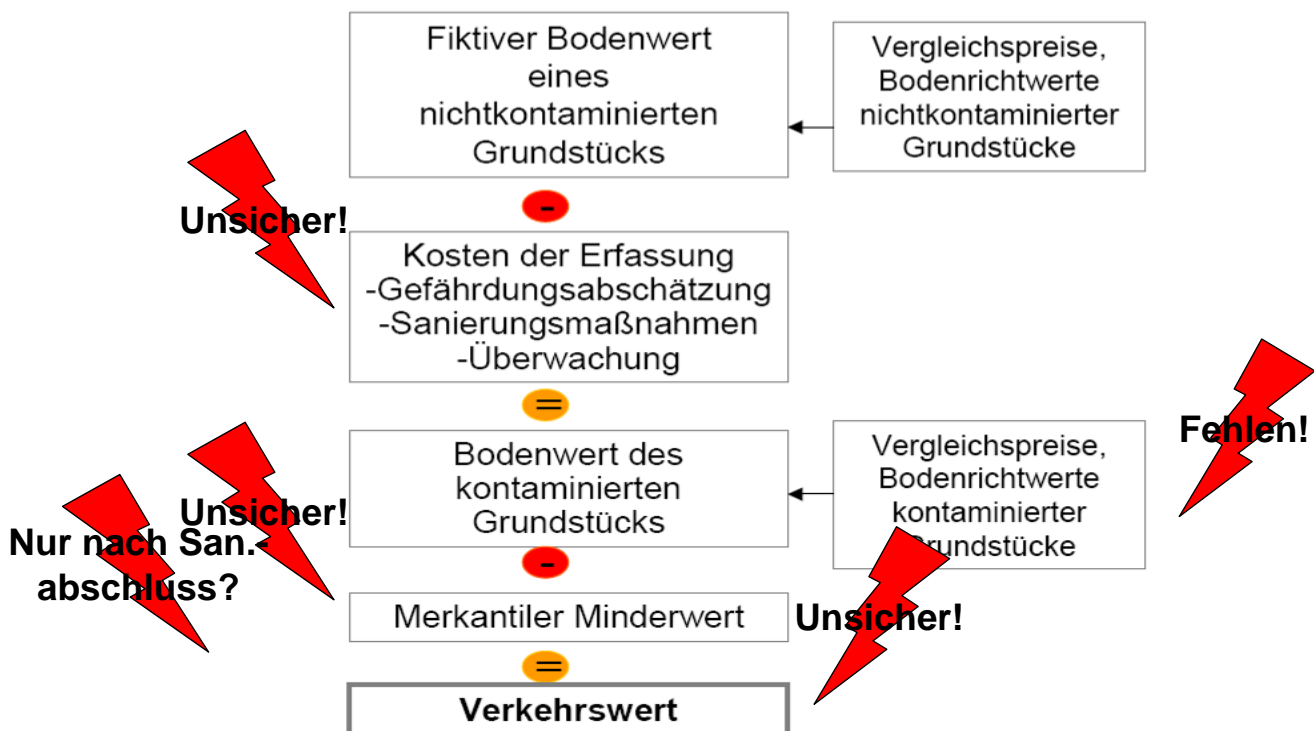 Fiktiver Bodenwert
eines
nichtkontaminierten
Grundstücks
Vergleichspreise,
Bodenrichtwerte
nichtkontaminierter
Grundstücke
Unsicher!
-
Kosten der Erfassung
-Gefährdungsabschätzung
-Sanierungsmaßnahmen
-Überwachung
=
Bodenwert des
kontaminierten
Grundstücks
Vergleichspreise,
Bodenrichtwerte
kontaminierter
Grundstücke
Fehlen!
Unsicher!
Nur nach San.-
abschluss?
-
Merkantiler Minderwert
Unsicher!
=
Verkehrswert